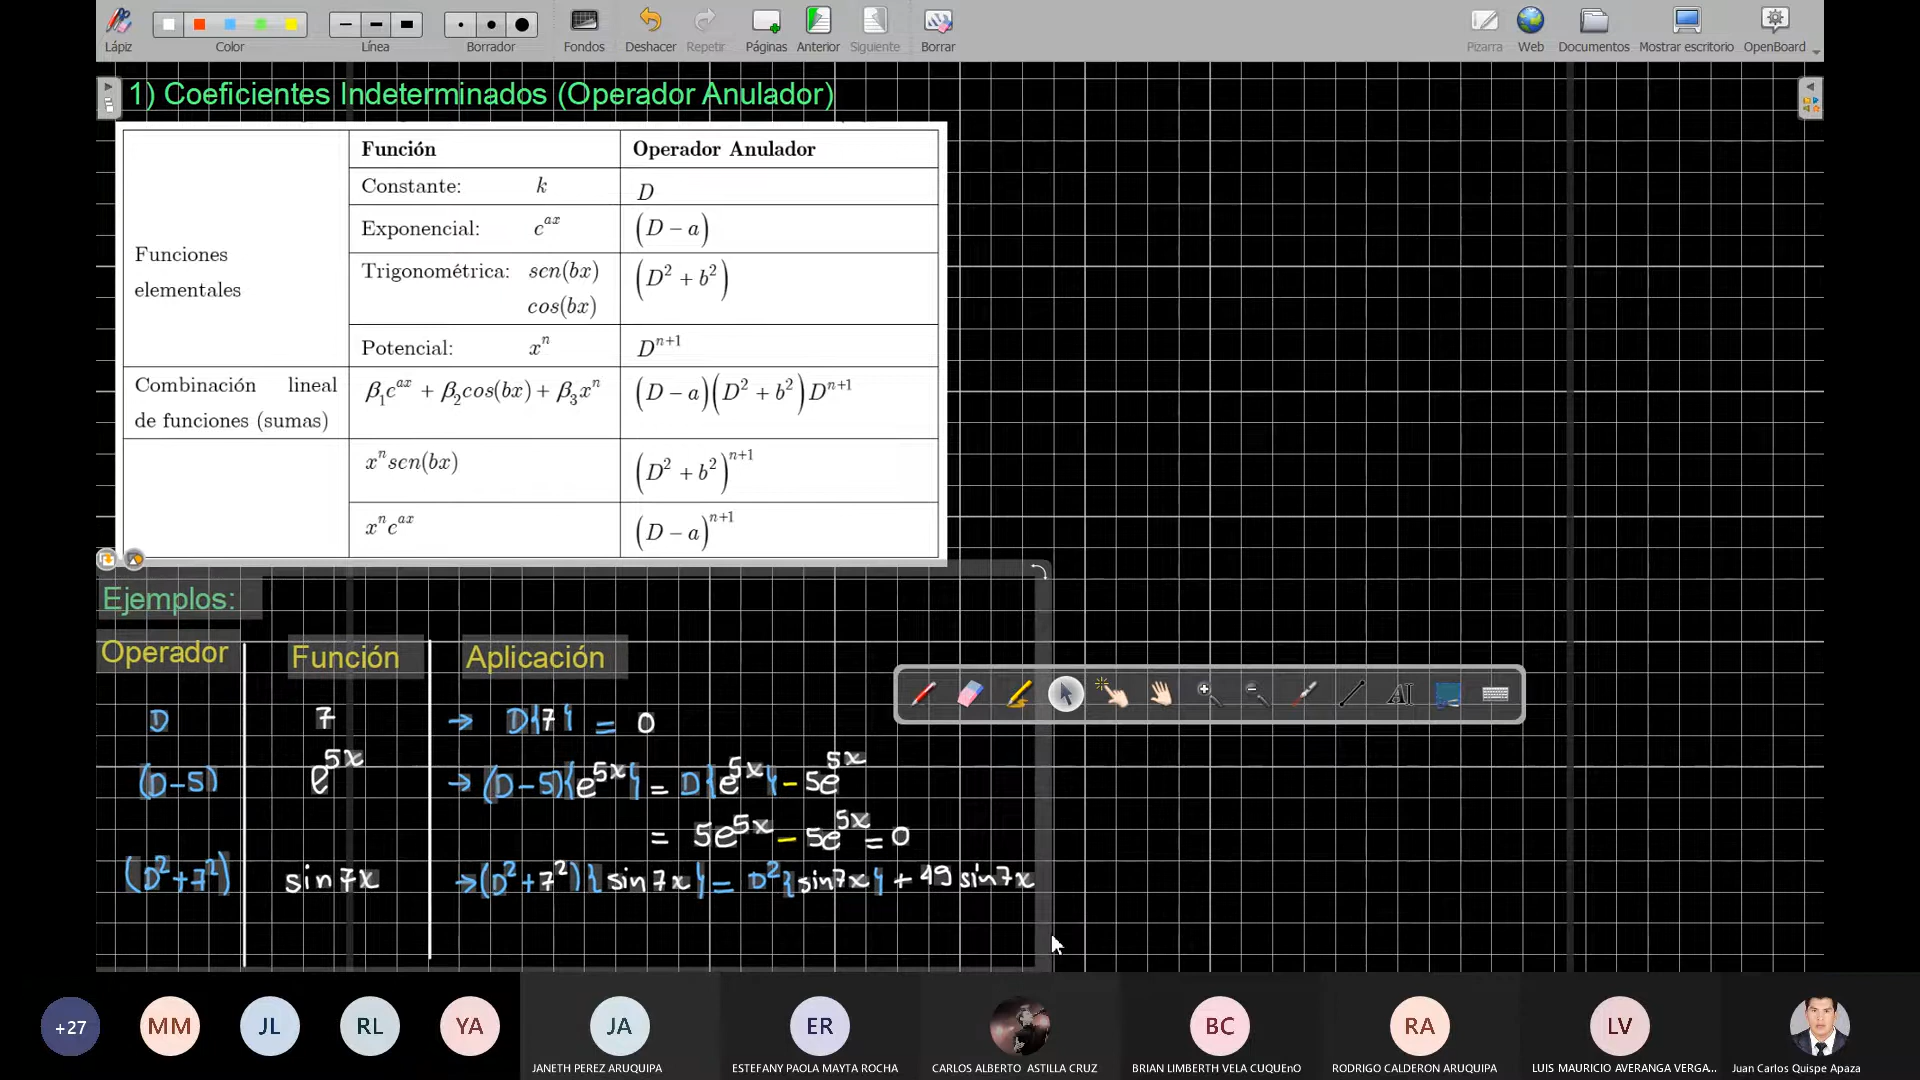 Lápiz
Color
Línea
Borrador
Fondos
Deshacer
Repetir
Páginas
Anterior
Siguiente
Borrar
Pizarra
Web
Documentos
Mostrar escritorio
OpenBoard
1) Coeficientes Indeterminados (Operador Anulador)
Función Operador Anulador
Funciones elementales
Constante: k D
Exponencial: e^{ax} (D − a)
Trigonométrica: sen(bx) (D² + b²)
cos(bx)
Potencial: x^n D^{n+1}
Combinación lineal
de funciones (sumas)
β₁e^{ax} + β₂cos(bx) + β₃x^n (D − a)(D² + b²)D^{n+1}
x^n sen(bx) (D² + b²)^{n+1}
x^n e^{ax} (D − a)^{n+1}
Ejemplos:
Operador Función Aplicación
D 7 → D{7} = 0
(D−5) e^{5x} → (D−5){e^{5x}} = D{e^{5x}} − 5e^{5x}
= 5e^{5x} − 5e^{5x} = 0
(D²+7²) sin7x → (D²+7²){sin7x} = D²{sin7x} + 49 sin7x
+27
MM
JL
RL
YA
JA
ER
BC
RA
LV
JANETH PEREZ ARUQUIPA
ESTEFANY PAOLA MAYTA ROCHA
CARLOS ALBERTO ASTILLA CRUZ
BRIAN LIMBERTH VELA CUQUEnO
RODRIGO CALDERON ARUQUIPA
LUIS MAURICIO AVERANGA VERGA...
Juan Carlos Quispe Apaza